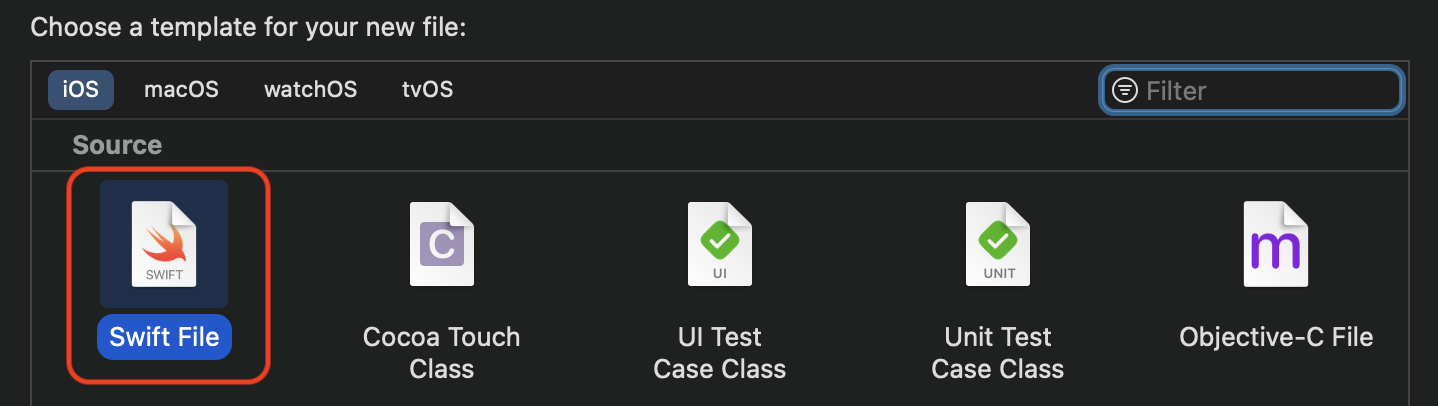 Choose a template for your new file:
iOS macOS watchOS tvOS Filter
Source
SWIFT C UI UNIT m
Swift File Cocoa Touch Class UI Test Case Class Unit Test Case Class Objective-C File